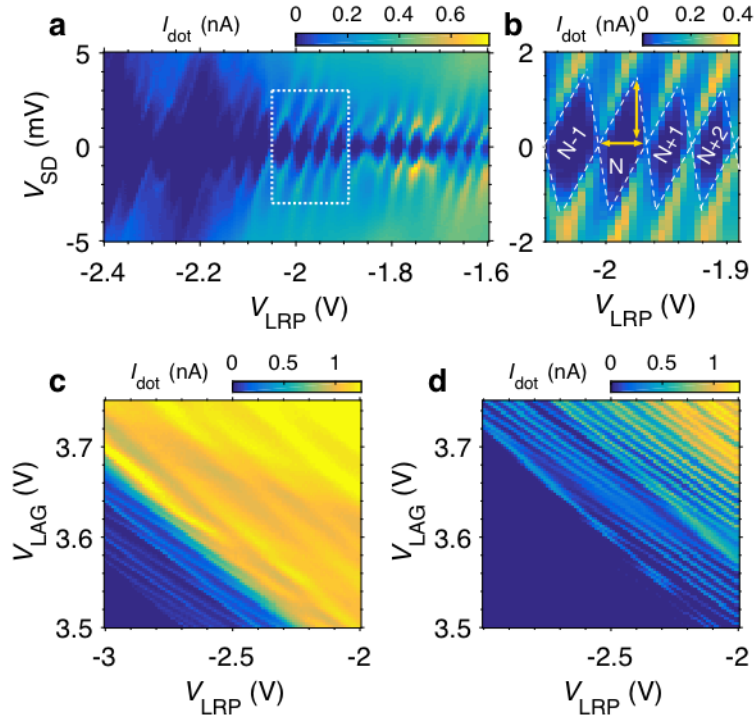 a
I_dot (nA)
0 0.2 0.4 0.6
5
0
-5
V_SD (mV)
-2.4 -2.2 -2 -1.8 -1.6
V_LRP (V)
b
I_dot (nA)
0 0.2 0.4
2
0
-2
N-1
N
N+1
N+2
-2 -1.9
V_LRP (V)
c
I_dot (nA)
0 0.5 1
3.7
3.6
3.5
V_LAG (V)
-3 -2.5 -2
V_LRP (V)
d
I_dot (nA)
0 0.5 1
3.7
3.6
3.5
V_LAG (V)
-2.5 -2
V_LRP (V)